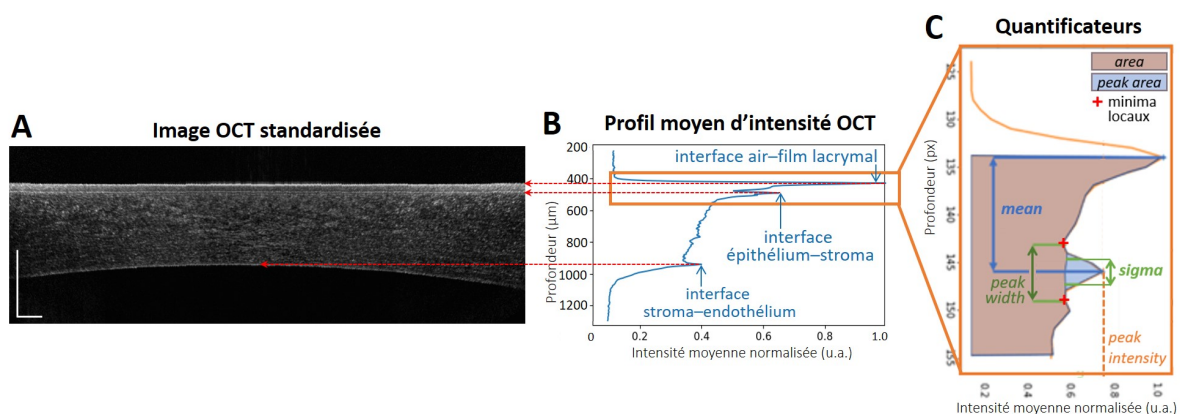 A
Image OCT standardisée
B
Profil moyen d’intensité OCT
200
400
600
800
1000
1200
Profondeur (µm)
interface air–film lacrymal
interface
épithélium–stroma
interface
stroma–endothélium
0
0.2
0.4
0.6
0.8
1.0
Intensité moyenne normalisée (u.a.)
C
Quantificateurs
area
peak area
minima
locaux
130
135
140
145
150
155
Profondeur (px)
mean
peak
width
sigma
peak
intensity
0.2
0.4
0.6
0.8
1.0
Intensité moyenne normalisée (u.a.)